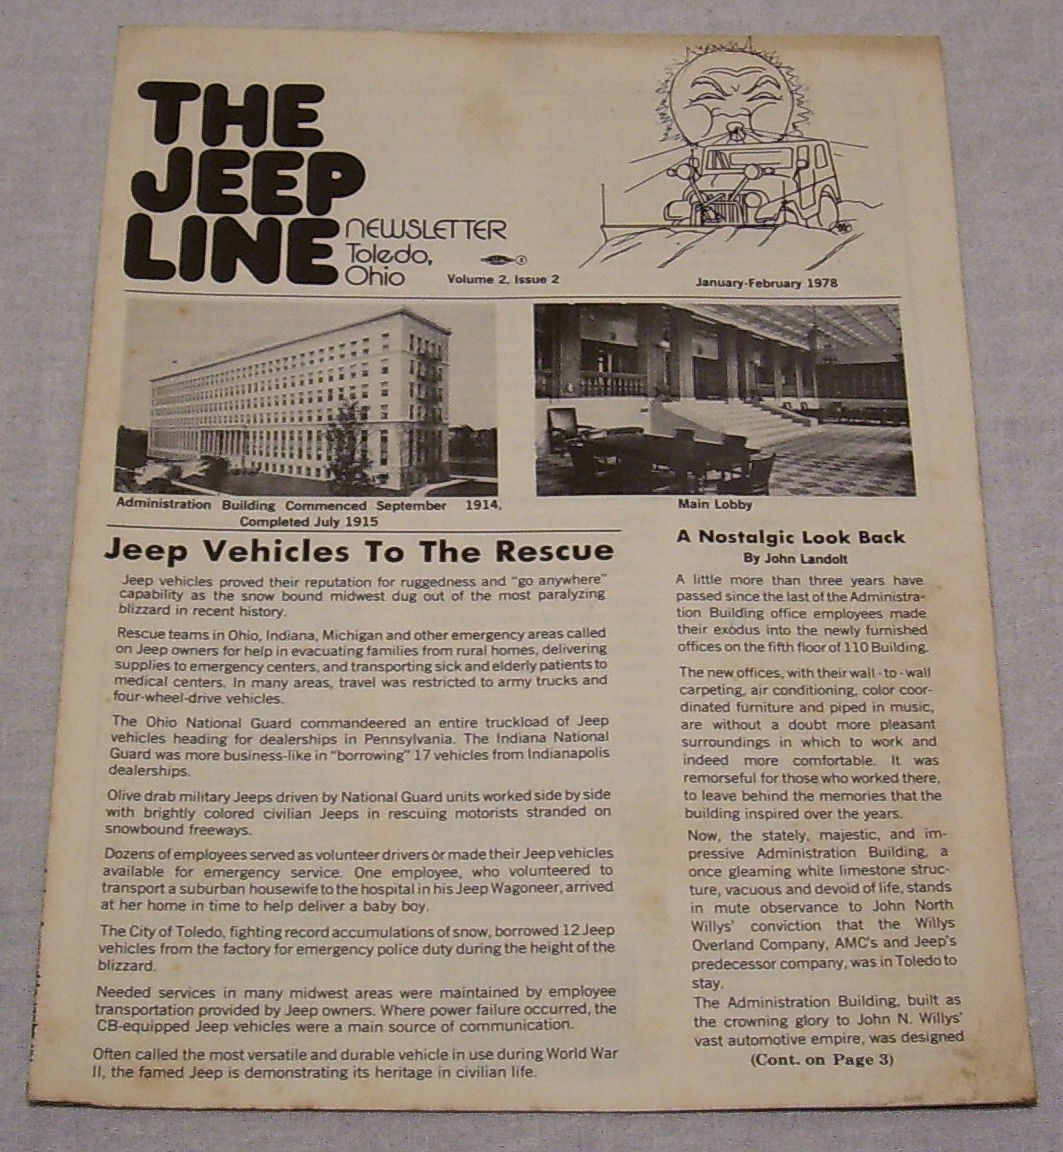 THE
JEEP
LINE
NEWSLETTER
Toledo,
Ohio
Volume 2, Issue 2
January-February 1978
Administration Building Commenced September 1914,
Completed July 1915
Main Lobby
Jeep Vehicles To The Rescue
Jeep vehicles proved their reputation for ruggedness and "go anywhere"
capability as the snow bound midwest dug out of the most paralyzing
blizzard in recent history.
Rescue teams in Ohio, Indiana, Michigan and other emergency areas called
on Jeep owners for help in evacuating families from rural homes, delivering
supplies to emergency centers, and transporting sick and elderly patients to
medical centers. In many areas, travel was restricted to army trucks and
four-wheel-drive vehicles.
The Ohio National Guard commandeered an entire truckload of Jeep
vehicles heading for dealerships in Pennsylvania. The Indiana National
Guard was more business-like in "borrowing" 17 vehicles from Indianapolis
dealerships.
Olive drab military Jeeps driven by National Guard units worked side by side
with brightly colored civilian Jeeps in rescuing motorists stranded on
snowbound freeways.
Dozens of employees served as volunteer drivers or made their Jeep vehicles
available for emergency service. One employee, who volunteered to
transport a suburban housewife to the hospital in his Jeep Wagoneer, arrived
at her home in time to help deliver a baby boy.
The City of Toledo, fighting record accumulations of snow, borrowed 12 Jeep
vehicles from the factory for emergency police duty during the height of the
blizzard.
Needed services in many midwest areas were maintained by employee
transportation provided by Jeep owners. Where power failure occurred, the
CB-equipped Jeep vehicles were a main source of communication.
Often called the most versatile and durable vehicle in use during World War
II, the famed Jeep is demonstrating its heritage in civilian life.
A Nostalgic Look Back
By John Landolt
A little more than three years have
passed since the last of the Administra-
tion Building office employees made
their exodus into the newly furnished
offices on the fifth floor of 110 Building.
The new offices, with their wall-to-wall
carpeting, air conditioning, color coor-
dinated furniture and piped in music,
are without a doubt more pleasant
surroundings in which to work and
indeed more comfortable. It was
remorseful for those who worked there,
to leave behind the memories that the
building inspired over the years.
Now, the stately, majestic, and im-
pressive Administration Building, a
once gleaming white limestone struc-
ture, vacuous and devoid of life, stands
in mute observance to John North
Willys' conviction that the Willys
Overland Company, AMC's and Jeep's
predecessor company, was in Toledo to
stay.
The Administration Building, built as
the crowning glory to John N. Willys'
vast automotive empire, was designed
(Cont. on Page 3)